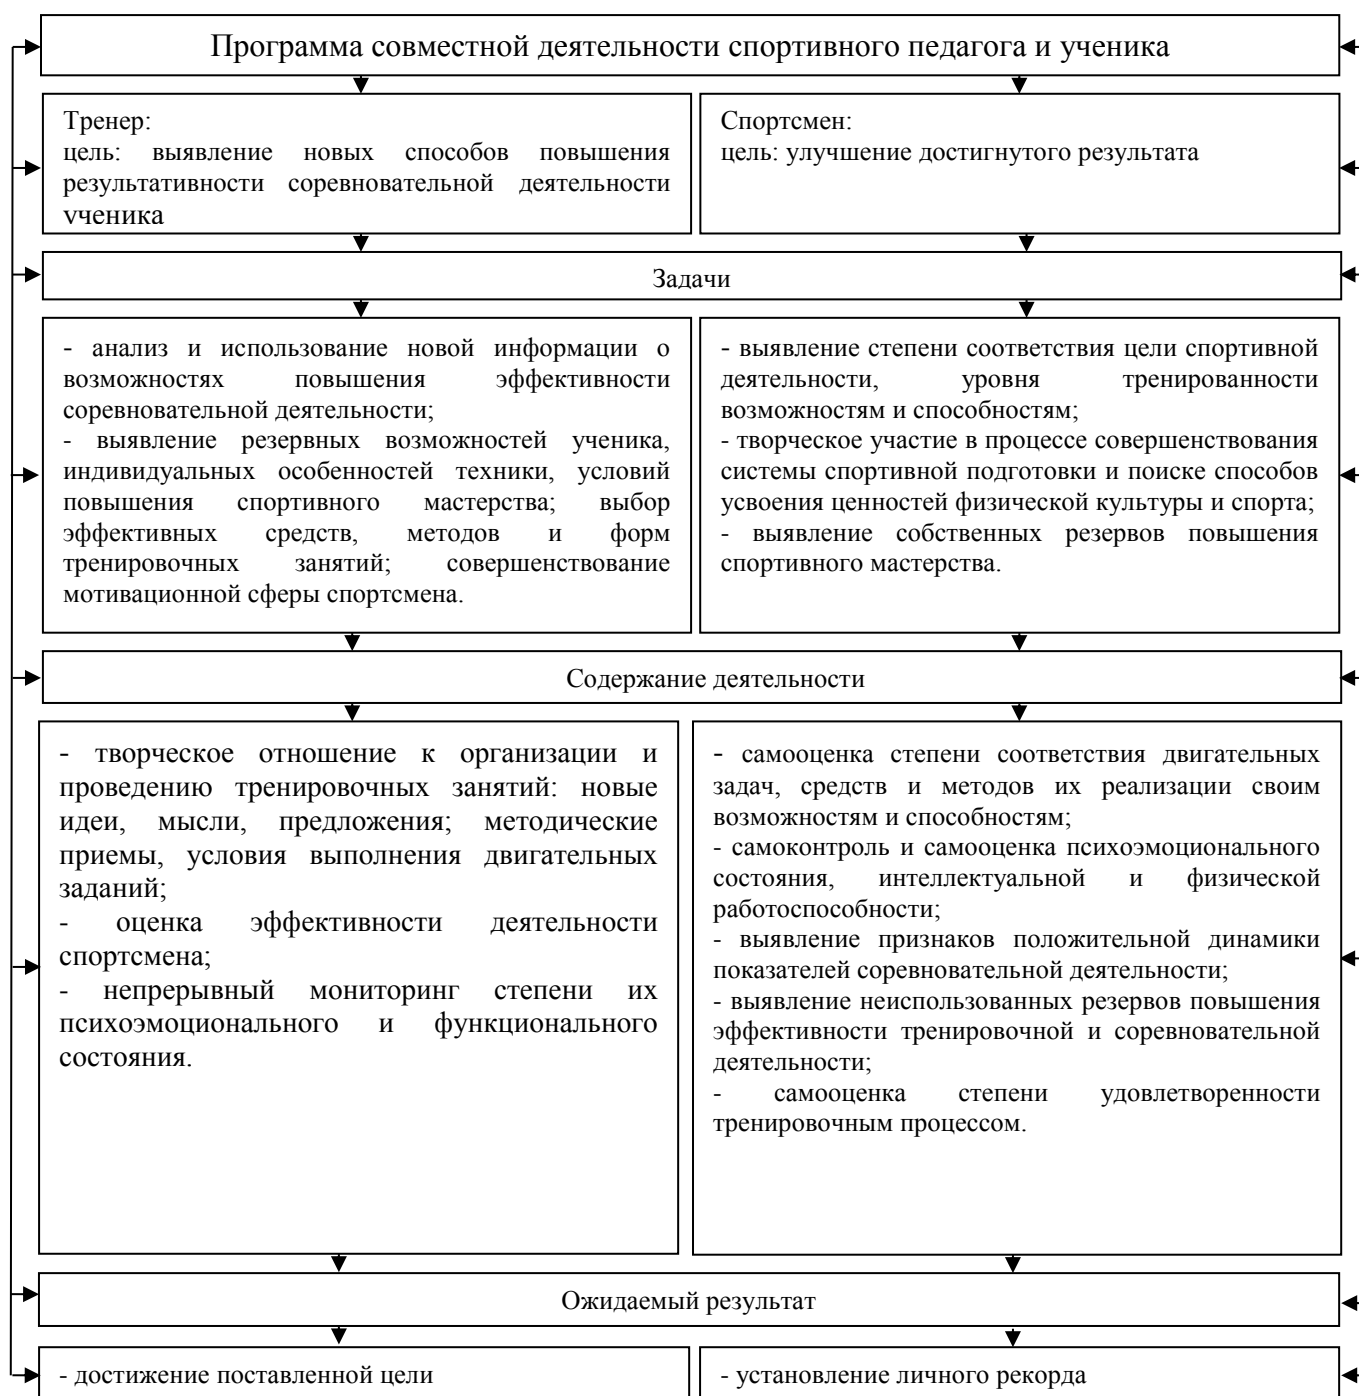 Программа совместной деятельности спортивного педагога и ученика
Тренер:
цель: выявление новых способов повышения
результативности соревновательной деятельности
ученика
Спортсмен:
цель: улучшение достигнутого результата
Задачи
- анализ и использование новой информации о
возможностях повышения эффективности
соревновательной деятельности;
- выявление резервных возможностей ученика,
индивидуальных особенностей техники, условий
повышения спортивного мастерства; выбор
эффективных средств, методов и форм
тренировочных занятий; совершенствование
мотивационной сферы спортсмена.
- выявление степени соответствия цели спортивной
деятельности, уровня тренированности
возможностям и способностям;
- творческое участие в процессе совершенствования
системы спортивной подготовки и поиске способов
усвоения ценностей физической культуры и спорта;
- выявление собственных резервов повышения
спортивного мастерства.
Содержание деятельности
- творческое отношение к организации и
проведению тренировочных занятий: новые
идеи, мысли, предложения; методические
приемы, условия выполнения двигательных
заданий;
- оценка эффективности деятельности
спортсмена;
- непрерывный мониторинг степени их
психоэмоционального и функционального
состояния.
- самооценка степени соответствия двигательных
задач, средств и методов их реализации своим
возможностям и способностям;
- самоконтроль и самооценка психоэмоционального
состояния, интеллектуальной и физической
работоспособности;
- выявление признаков положительной динамики
показателей соревновательной деятельности;
- выявление неиспользованных резервов повышения
эффективности тренировочной и соревновательной
деятельности;
- самооценка степени удовлетворенности
тренировочным процессом.
Ожидаемый результат
- достижение поставленной цели
- установление личного рекорда